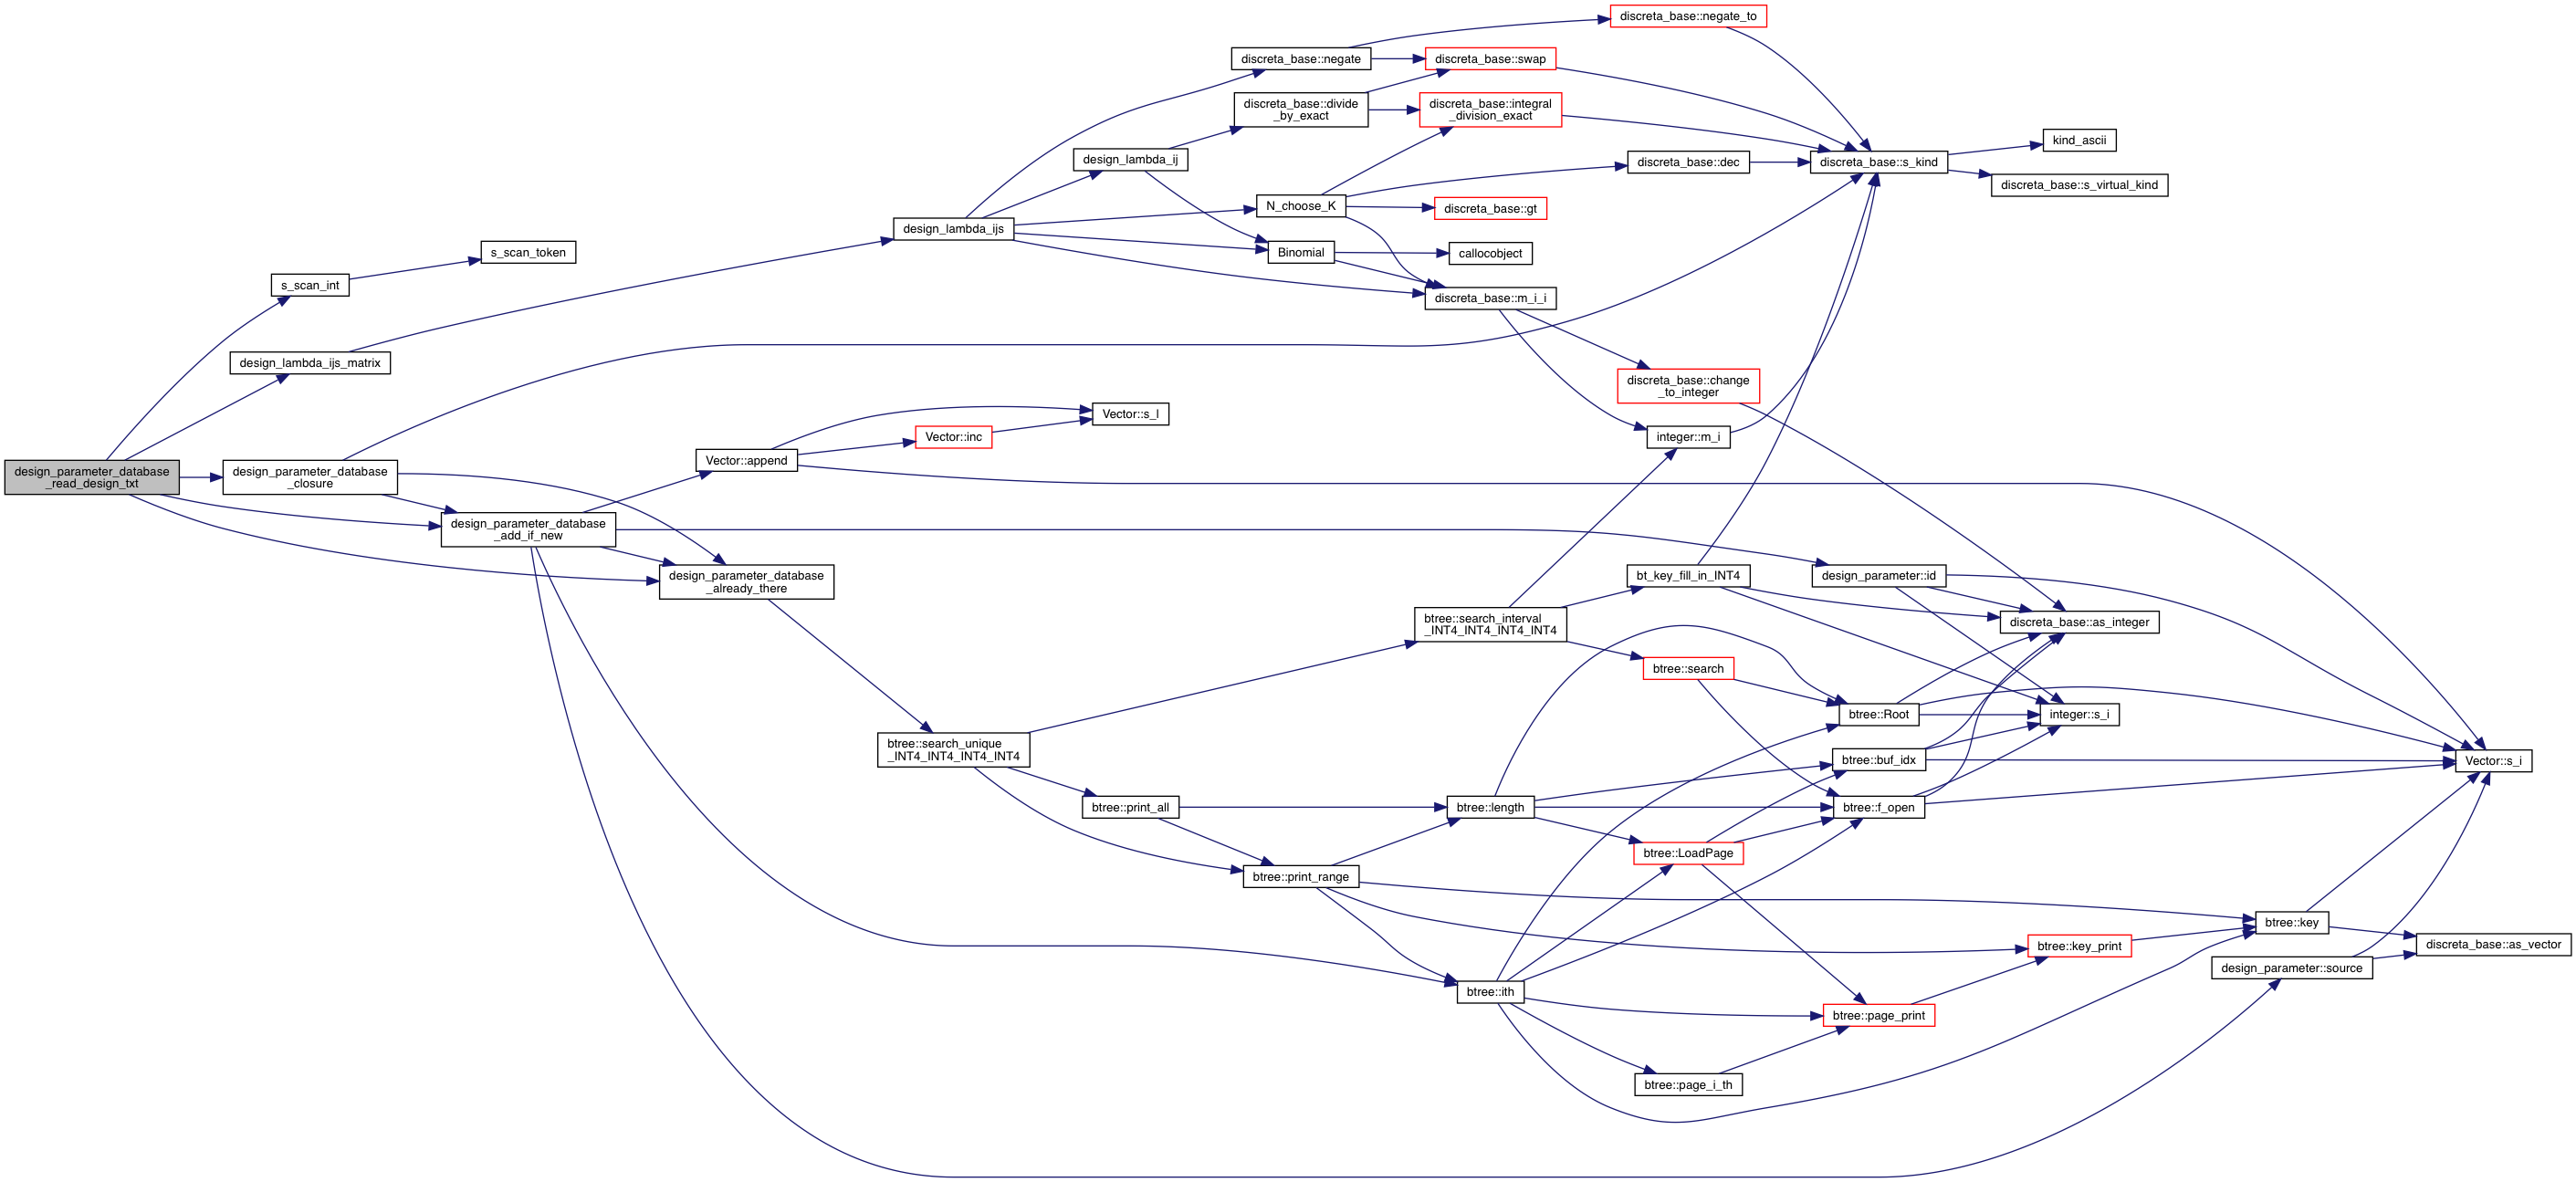 design_parameter_database
_read_design_txt
s_scan_int
s_scan_token
design_lambda_ijs_matrix
design_lambda_ijs
discreta_base::negate
discreta_base::negate_to
discreta_base::swap
discreta_base::s_kind
kind_ascii
discreta_base::s_virtual_kind
design_lambda_ij
discreta_base::divide
_by_exact
discreta_base::integral
_division_exact
N_choose_K
discreta_base::dec
discreta_base::gt
Binomial
callocobject
discreta_base::m_i_i
discreta_base::change
_to_integer
integer::m_i
design_parameter_database
_closure
design_parameter_database
_add_if_new
design_parameter_database
_already_there
Vector::append
Vector::inc
Vector::s_l
btree::search_unique
_INT4_INT4_INT4_INT4
btree::search_interval
_INT4_INT4_INT4_INT4
bt_key_fill_in_INT4
btree::search
design_parameter::id
discreta_base::as_integer
integer::s_i
btree::Root
btree::buf_idx
btree::f_open
Vector::s_i
btree::print_all
btree::length
btree::LoadPage
btree::print_range
btree::ith
btree::page_print
btree::page_i_th
btree::key_print
btree::key
design_parameter::source
discreta_base::as_vector